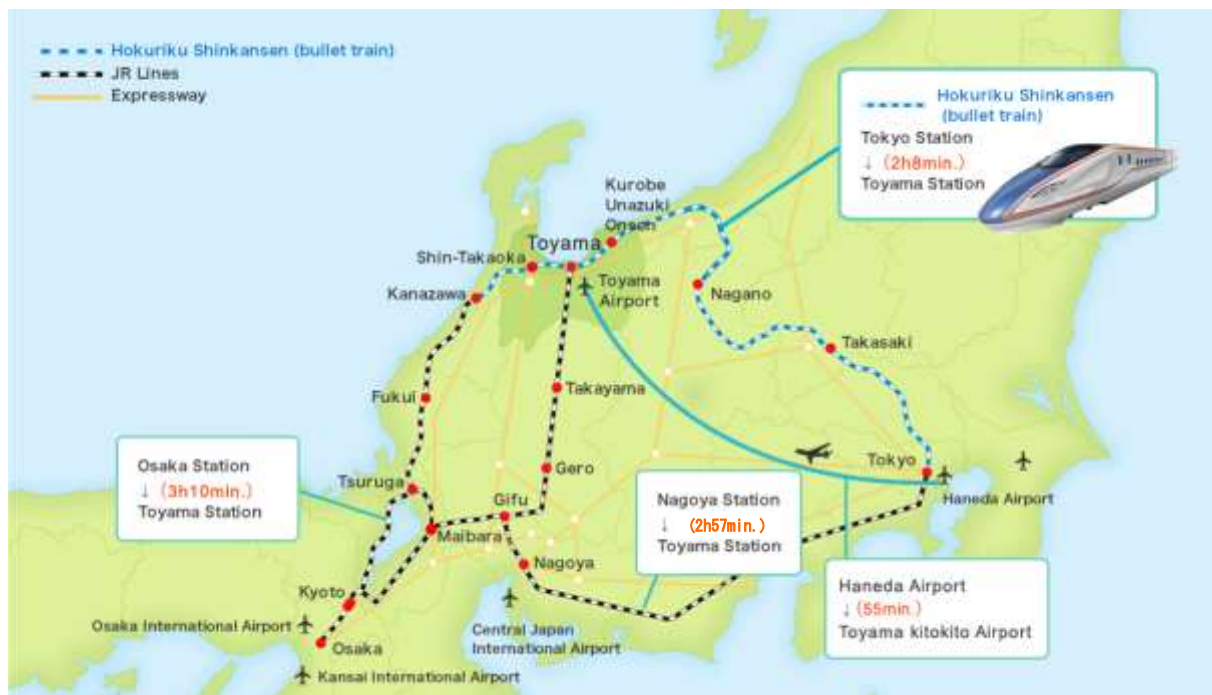 Hokuriku Shinkansen (bullet train)
JR Lines
Expressway
Hokuriku Shinkansen
(bullet train)
Tokyo Station
↓ (2h8min.)
Toyama Station
Kurobe
Unazuki
Onsen
Toyama
Shin-Takaoka
Toyama
Airport
Kanazawa
Nagano
Takasaki
Fukui
Takayama
Osaka Station
↓ (3h10min.)
Toyama Station
Tsuruga
Gero
Gifu
Maibara
Nagoya
Nagoya Station
↓ (2h57min.)
Toyama Station
Tokyo
Haneda Airport
Haneda Airport
↓ (55min.)
Toyama kitokito Airport
Kyoto
Osaka International Airport
Osaka
Kansai International Airport
Central Japan
International Airport